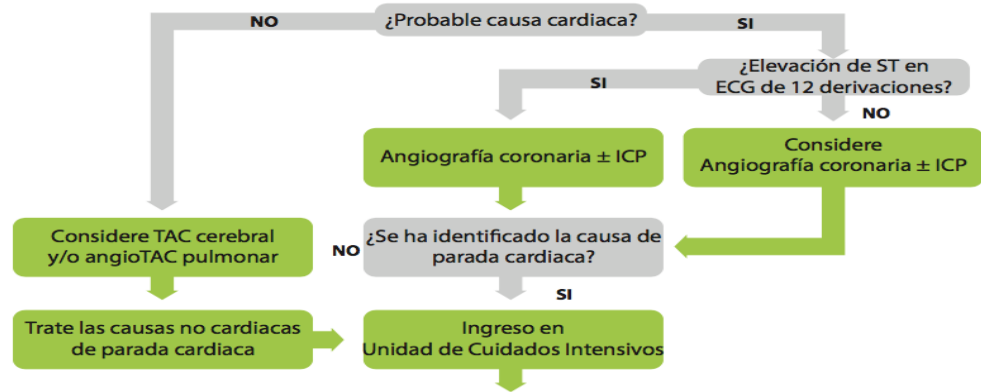 ¿Probable causa cardiaca?
NO
SI
¿Elevación de ST en
ECG de 12 derivaciones?
SI
NO
Angiografía coronaria ± ICP
Considere
Angiografía coronaria ± ICP
Considere TAC cerebral
y/o angioTAC pulmonar
NO
¿Se ha identificado la causa de
parada cardiaca?
SI
Trate las causas no cardiacas
de parada cardiaca
Ingreso en
Unidad de Cuidados Intensivos